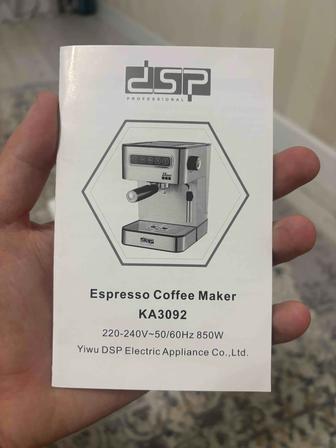 dsp
PROFESSIONAL
Espresso Coffee Maker
KA3092
220-240V~50/60Hz 850W
Yiwu DSP Electric Appliance Co.,Ltd.